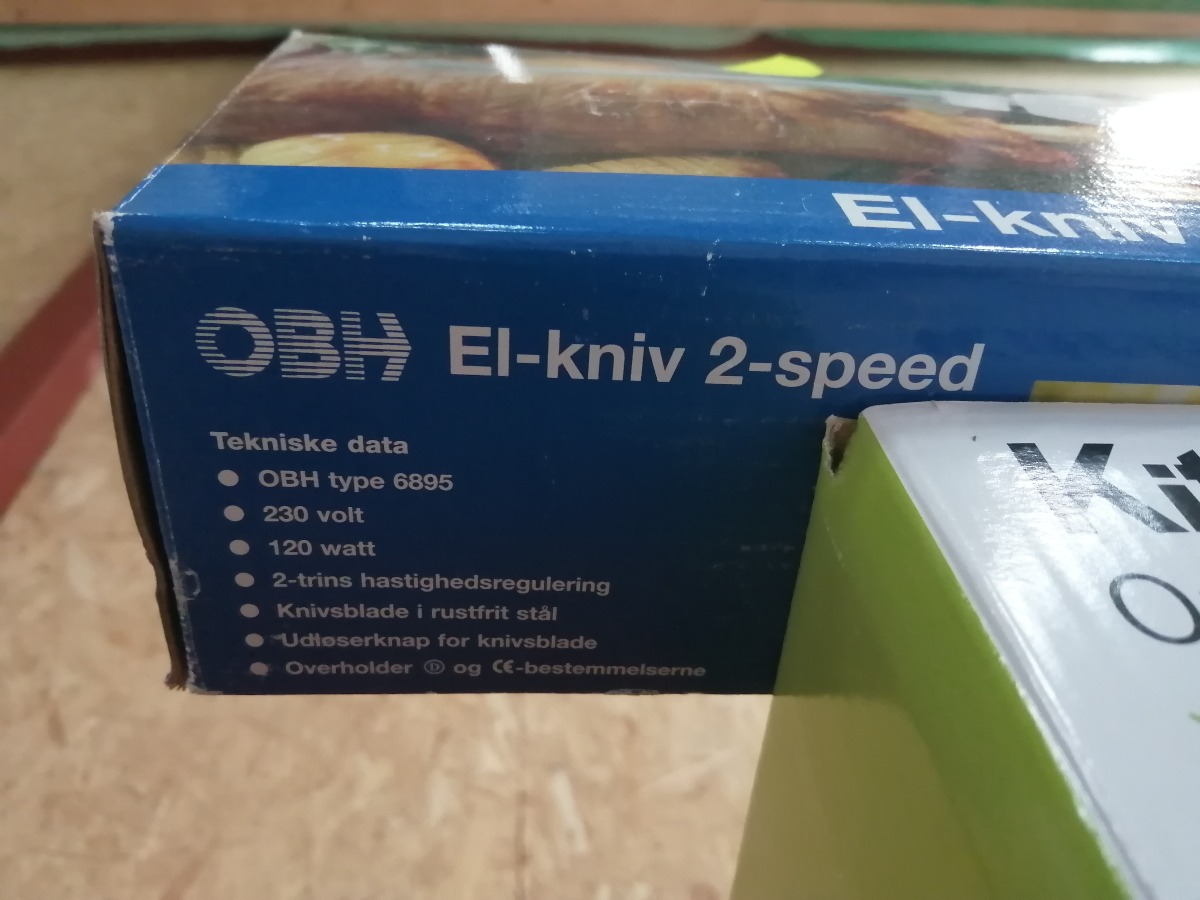 El-kniv
OBH El-kniv 2-speed
Tekniske data
● OBH type 6895
● 230 volt
● 120 watt
● 2-trins hastighedsregulering
● Knivsblade i rustfrit stål
● Udløserknap for knivsblade
● Overholder Ⓓ og CE-bestemmelserne